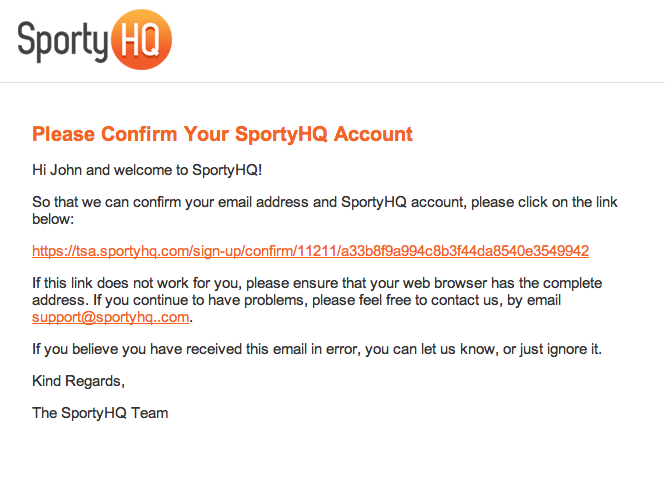 SportyHQ
Please Confirm Your SportyHQ Account
Hi John and welcome to SportyHQ!
So that we can confirm your email address and SportyHQ account, please click on the link
below:
https://tsa.sportyhq.com/sign-up/confirm/11211/a33b8f9a994c8b3f44da8540e3549942
If this link does not work for you, please ensure that your web browser has the complete
address. If you continue to have problems, please feel free to contact us, by email
support@sportyhq..com.
If you believe you have received this email in error, you can let us know, or just ignore it.
Kind Regards,
The SportyHQ Team